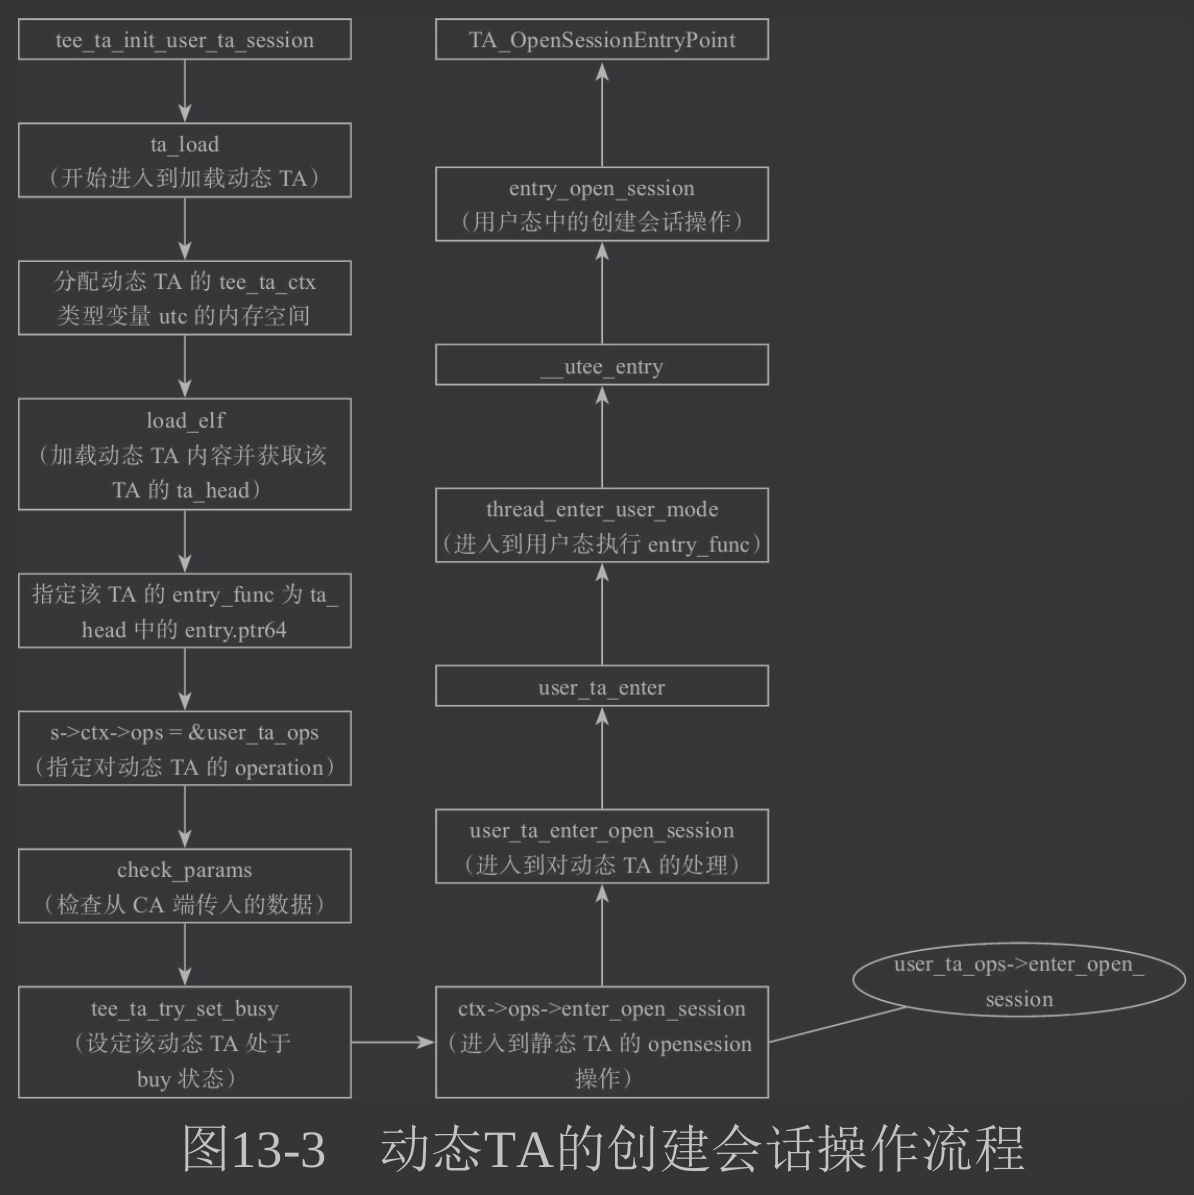 tee_ta_init_user_ta_session
ta_load
（开始进入到加载动态 TA）
分配动态 TA 的 tee_ta_ctx
类型变量 utc 的内存空间
load_elf
（加载动态 TA 内容并获取该
TA 的 ta_head）
指定该 TA 的 entry_func 为 ta_
head 中的 entry.ptr64
s->ctx->ops = &user_ta_ops
（指定对动态 TA 的 operation）
check_params
（检查从 CA 端传入的数据）
tee_ta_try_set_busy
（设定该动态 TA 处于
buy 状态）
ctx->ops->enter_open_session
（进入到静态 TA 的 opensesion
操作）
user_ta_ops->enter_open_
session
user_ta_enter_open_session
（进入到对动态 TA 的处理）
user_ta_enter
thread_enter_user_mode
（进入到用户态执行 entry_func）
__utee_entry
entry_open_session
（用户态中的创建会话操作）
TA_OpenSessionEntryPoint
图13-3 动态TA的创建会话操作流程